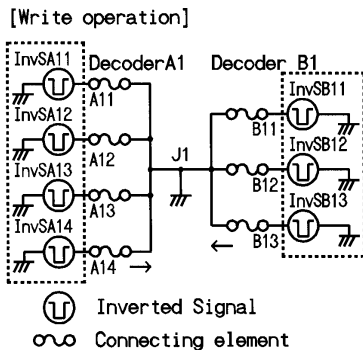 [Write operation]
InvSA11
DecoderA1
Decoder B1
A11
InvSA12
A12
InvSA13
A13
InvSA14
A14
J1
InvSB11
B11
InvSB12
B12
InvSB13
B13
Inverted Signal
Connecting element